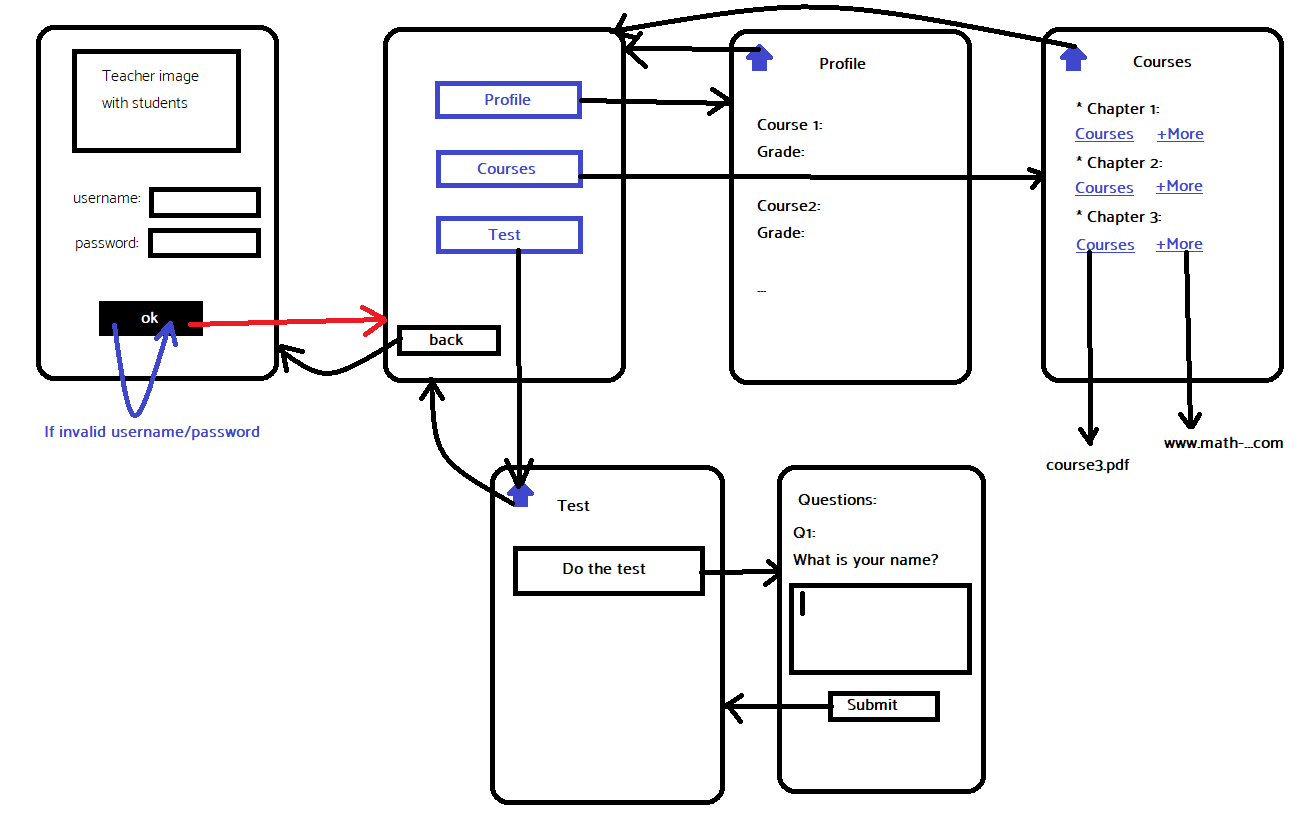 Teacher image
with students
username:
password:
ok
If invalid username/password
Profile
Courses
Test
back
Profile
Course 1:
Grade:
Course2:
Grade:
...
Courses
* Chapter 1:
Courses +More
* Chapter 2:
Courses +More
* Chapter 3:
Courses +More
course3.pdf
www.math-...com
Test
Do the test
Questions:
Q1:
What is your name?
Submit